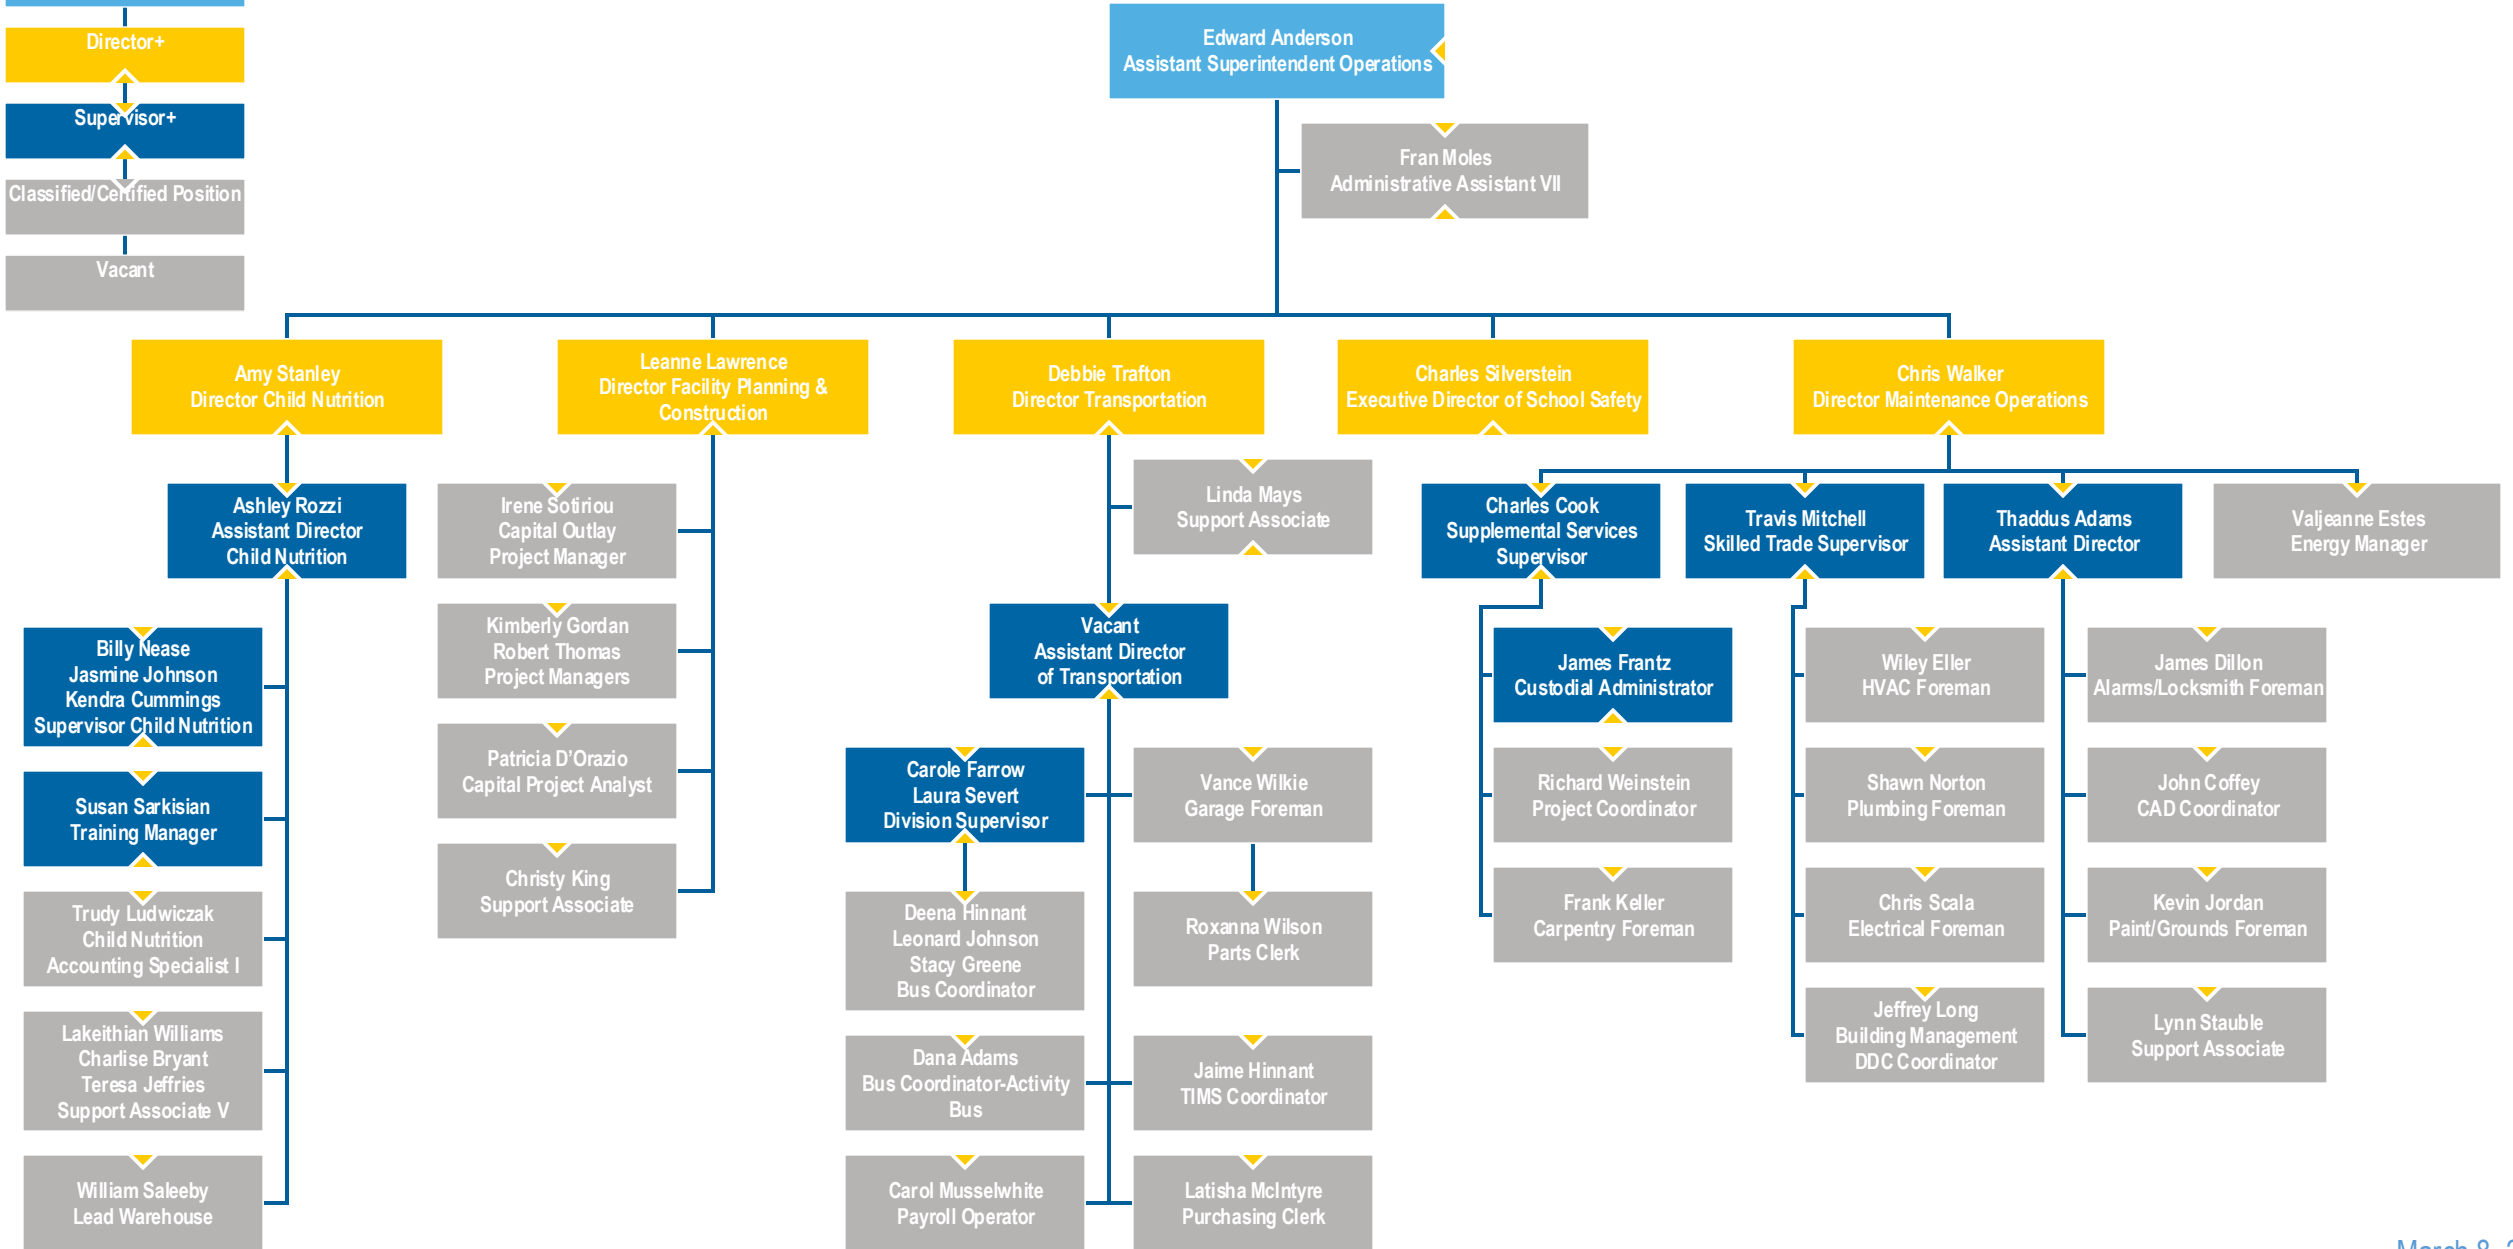 Director+
Supervisor+
Classified/Certified Position
Vacant
Edward Anderson
Assistant Superintendent Operations
Fran Moles
Administrative Assistant VII
Amy Stanley
Director Child Nutrition
Leanne Lawrence
Director Facility Planning &
Construction
Debbie Trafton
Director Transportation
Charles Silverstein
Executive Director of School Safety
Chris Walker
Director Maintenance Operations
Ashley Rozzi
Assistant Director
Child Nutrition
Billy Nease
Jasmine Johnson
Kendra Cummings
Supervisor Child Nutrition
Susan Sarkisian
Training Manager
Trudy Ludwiczak
Child Nutrition
Accounting Specialist I
Lakeithian Williams
Charlise Bryant
Teresa Jeffries
Support Associate V
William Saleeby
Lead Warehouse
Irene Sotiriou
Capital Outlay
Project Manager
Kimberly Gordan
Robert Thomas
Project Managers
Patricia D’Orazio
Capital Project Analyst
Christy King
Support Associate
Linda Mays
Support Associate
Vacant
Assistant Director
of Transportation
Carole Farrow
Laura Severt
Division Supervisor
Vance Wilkie
Garage Foreman
Deena Hinnant
Leonard Johnson
Stacy Greene
Bus Coordinator
Roxanna Wilson
Parts Clerk
Dana Adams
Bus Coordinator-Activity
Bus
Jaime Hinnant
TIMS Coordinator
Carol Musselwhite
Payroll Operator
Latisha McIntyre
Purchasing Clerk
Charles Cook
Supplemental Services
Supervisor
James Frantz
Custodial Administrator
Richard Weinstein
Project Coordinator
Frank Keller
Carpentry Foreman
Travis Mitchell
Skilled Trade Supervisor
Wiley Eller
HVAC Foreman
Shawn Norton
Plumbing Foreman
Chris Scala
Electrical Foreman
Jeffrey Long
Building Management
DDC Coordinator
Thaddus Adams
Assistant Director
James Dillon
Alarms/Locksmith Foreman
John Coffey
CAD Coordinator
Kevin Jordan
Paint/Grounds Foreman
Lynn Stauble
Support Associate
Valjeanne Estes
Energy Manager
March 8,